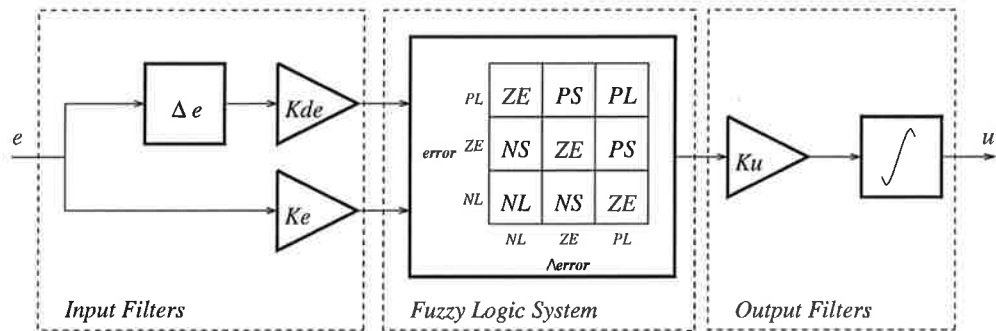 e
Δ e
Kde
Ke
PL ZE PS PL
error ZE NS ZE PS
NL NL NS ZE
NL ZE PL
Λerror
Ku
∫
u
Input Filters
Fuzzy Logic System
Output Filters